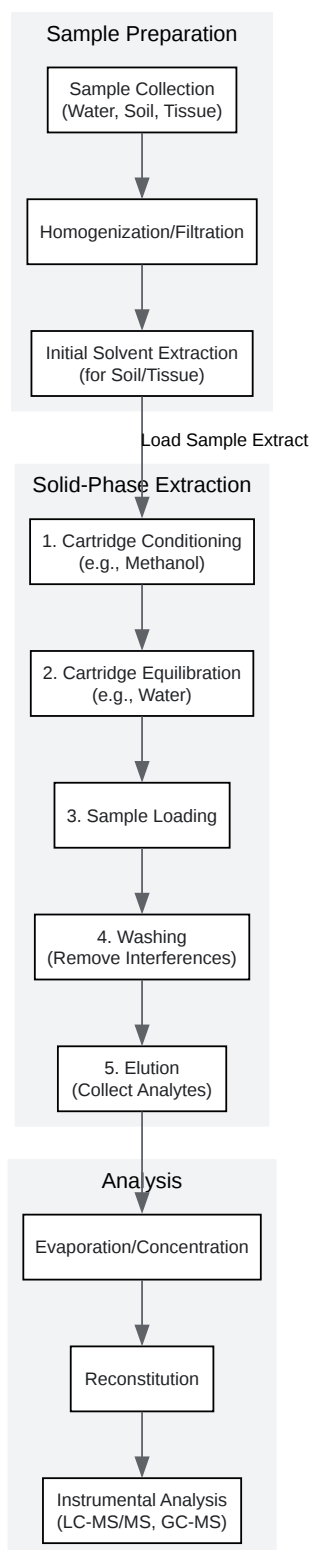 Sample Preparation
Sample Collection
(Water, Soil, Tissue)
Homogenization/Filtration
Initial Solvent Extraction
(for Soil/Tissue)
Load Sample Extract
Solid-Phase Extraction
1. Cartridge Conditioning
(e.g., Methanol)
2. Cartridge Equilibration
(e.g., Water)
3. Sample Loading
4. Washing
(Remove Interferences)
5. Elution
(Collect Analytes)
Analysis
Evaporation/Concentration
Reconstitution
Instrumental Analysis
(LC-MS/MS, GC-MS)